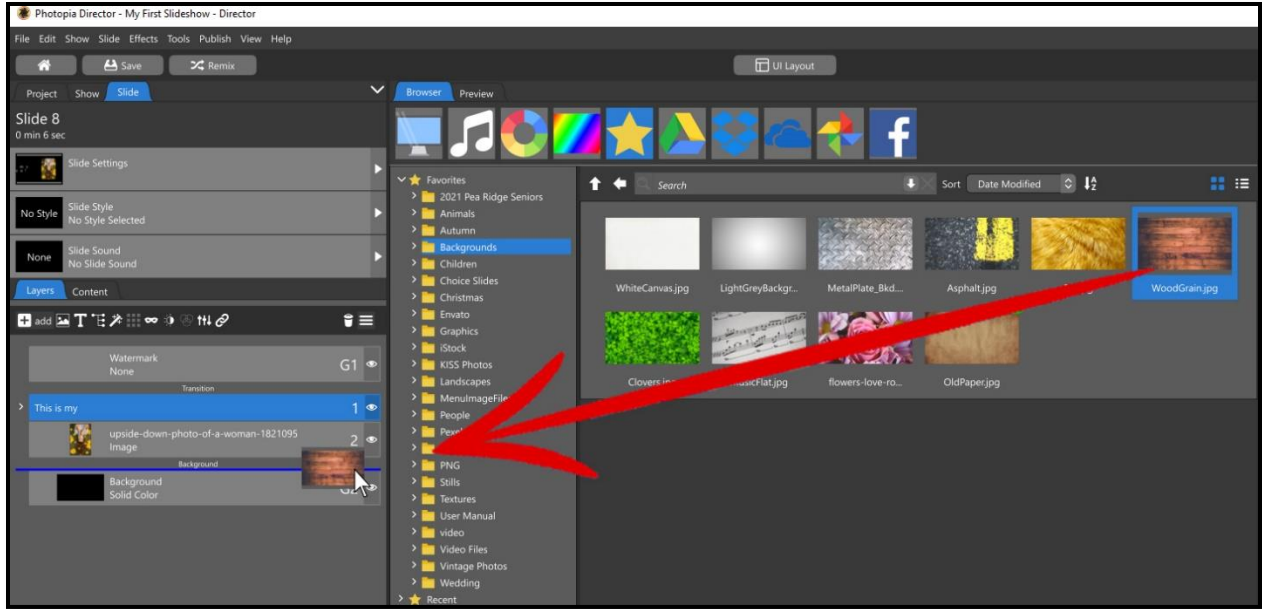 Photopia Director - My First Slideshow - Director
File Edit Show Slide Effects Tools Publish View Help
Save Remix UI Layout
Project Show Slide
Browser Preview
Slide 8
0 min 6 sec
Slide Settings
No Style
Slide Style
No Style Selected
None
Slide Sound
No Slide Sound
Layers Content
add
Watermark
None
G1
Transition
This is my 1
upside-down-photo-of-a-woman-1821095
Image
2
Background
Background
Solid Color
Favorites
2021 Pea Ridge Seniors
Animals
Autumn
Backgrounds
Children
Choice Slides
Christmas
Envato
Graphics
iStock
KISS Photos
Landscapes
People
PNG
Stills
Textures
User Manual
video
Video Files
Vintage Photos
Wedding
Recent
Search
Sort Date Modified
WhiteCanvas.jpg LightGreyBackgr... MetalPlate_Bkd.... Asphalt.jpg WoodGrain.jpg
flowers-love-ro... OldPaper.jpg